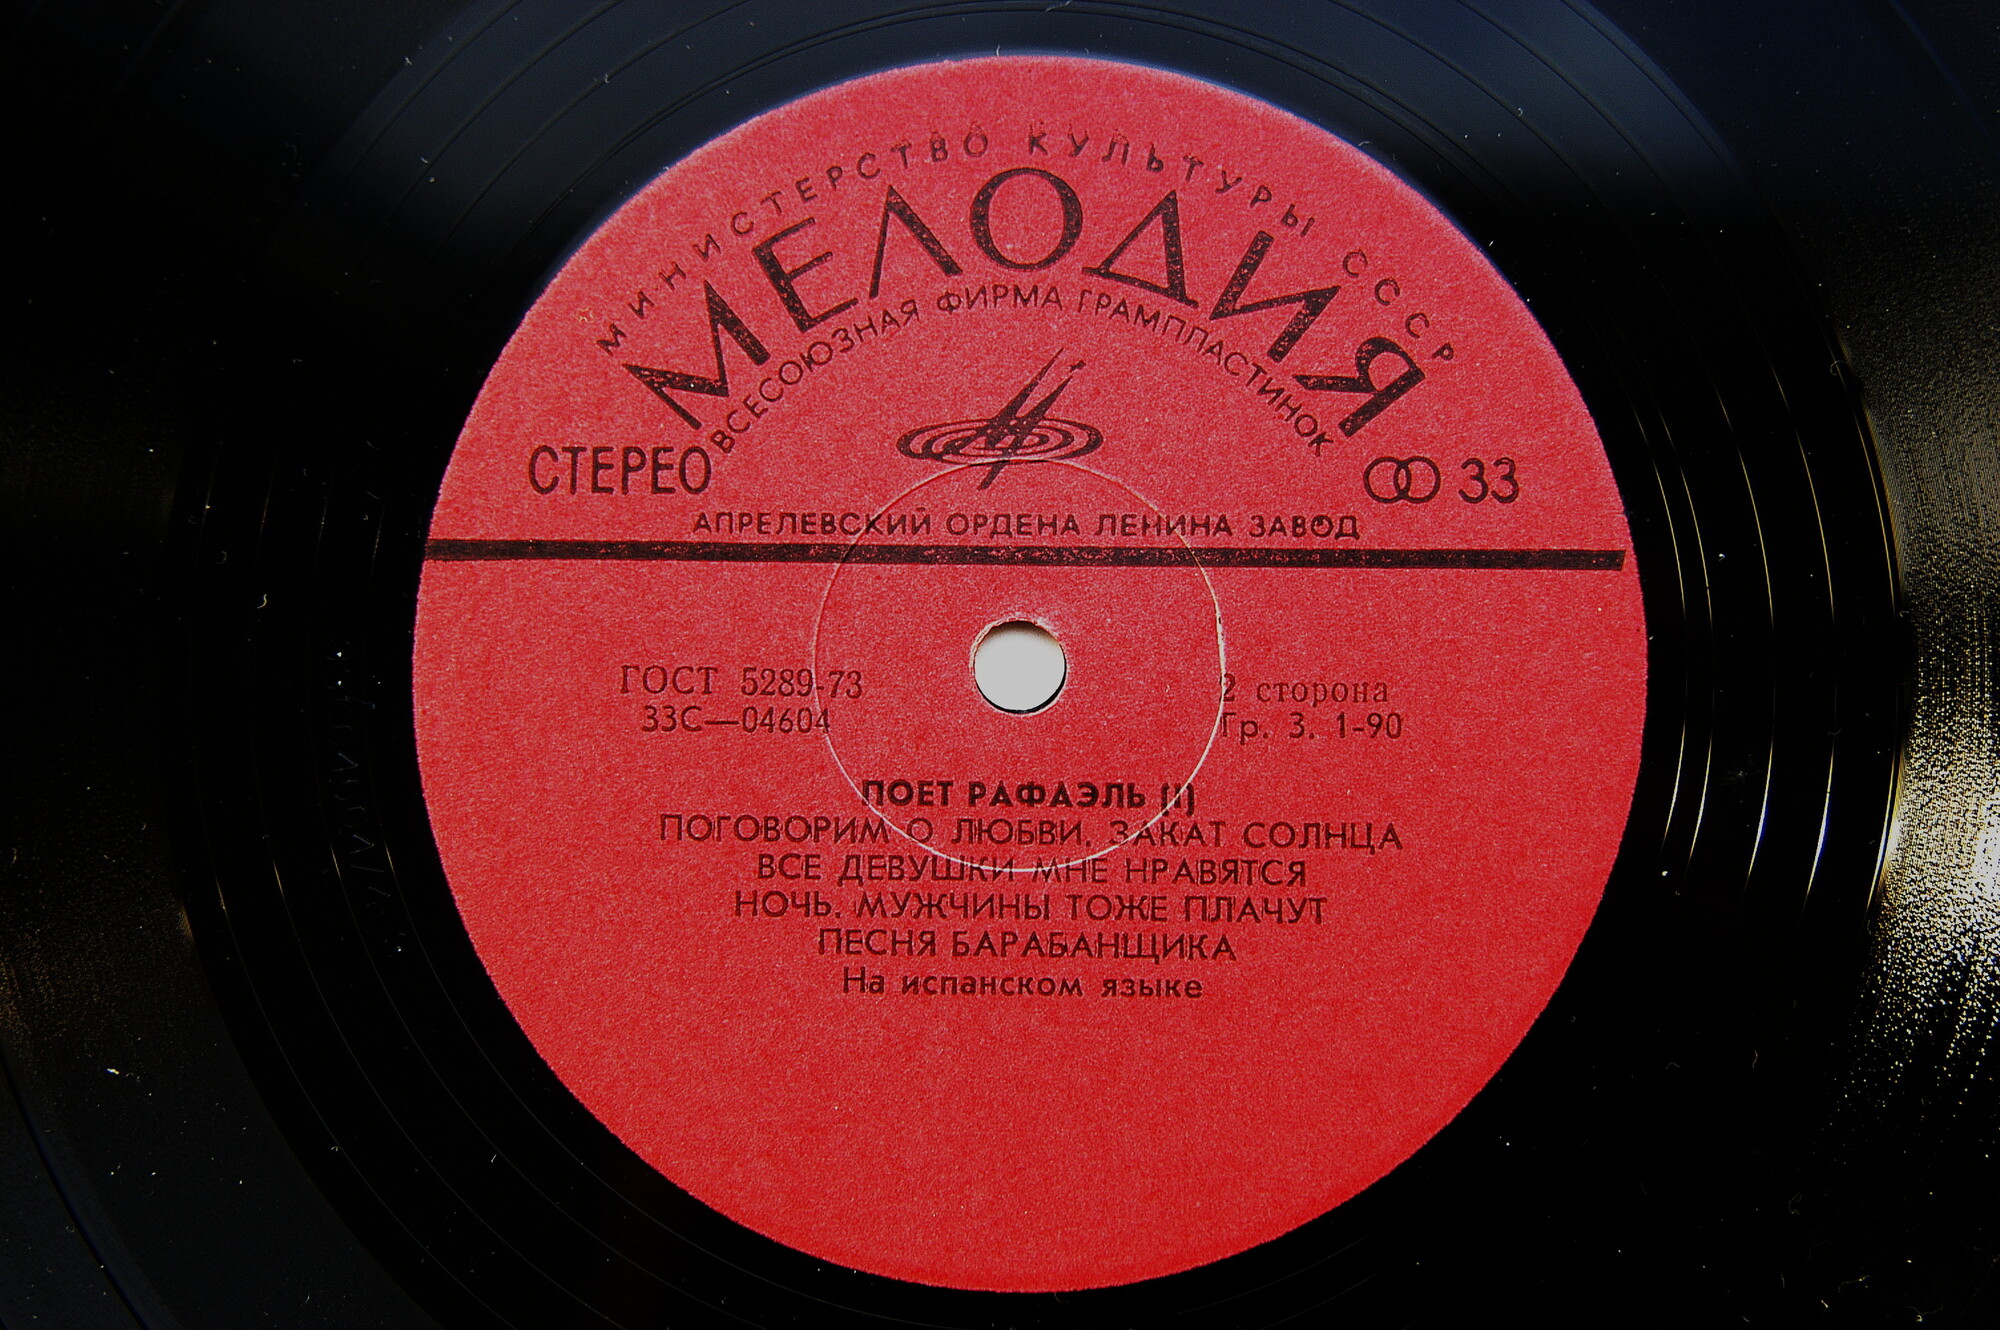 МИНИСТЕРСТВО КУЛЬТУРЫ СССР
МЕЛОДИЯ
ВСЕСОЮЗНАЯ ФИРМА ГРАМПЛАСТИНОК
СТЕРЕО
33
АПРЕЛЕВСКИЙ ОРДЕНА ЛЕНИНА ЗАВОД
ГОСТ 5289-73
33С—04604
2 сторона
Гр. 3. 1-90
ПОЕТ РАФАЭЛЬ (I)
ПОГОВОРИМ О ЛЮБВИ. ЗАКАТ СОЛНЦА
ВСЕ ДЕВУШКИ МНЕ НРАВЯТСЯ
НОЧЬ. МУЖЧИНЫ ТОЖЕ ПЛАЧУТ
ПЕСНЯ БАРАБАНЩИКА
На испанском языке